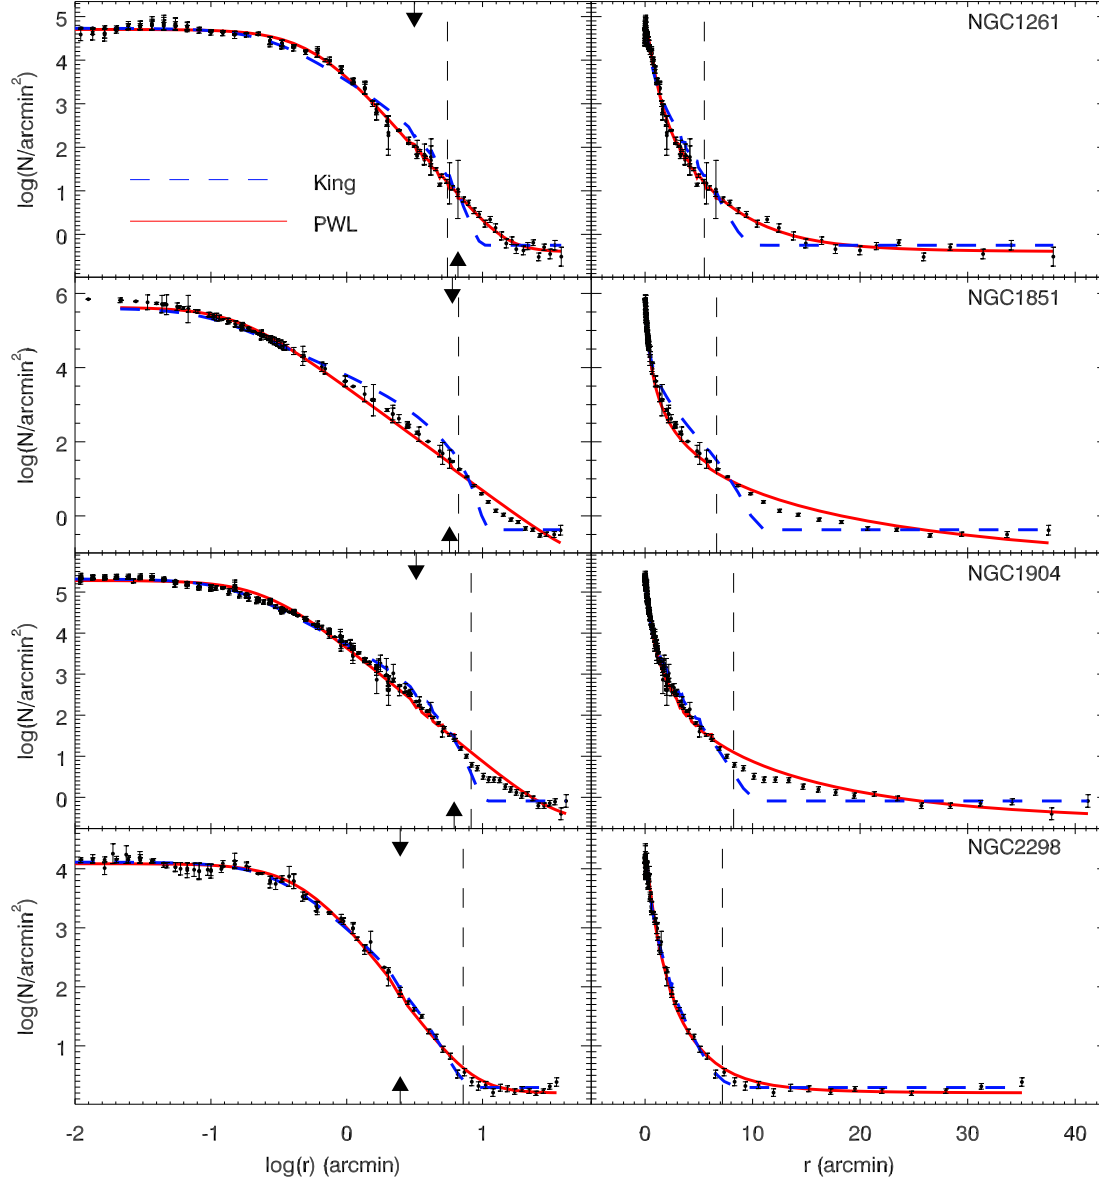 NGC1261
log(N/arcmin²)
5
4
3
2
1
0
King
PWL
NGC1851
log(N/arcmin²)
6
4
2
0
NGC1904
log(N/arcmin²)
5
4
3
2
1
0
NGC2298
log(N/arcmin²)
4
3
2
1
-2 -1 0 1 0 10 20 30 40
log(r) (arcmin) r (arcmin)